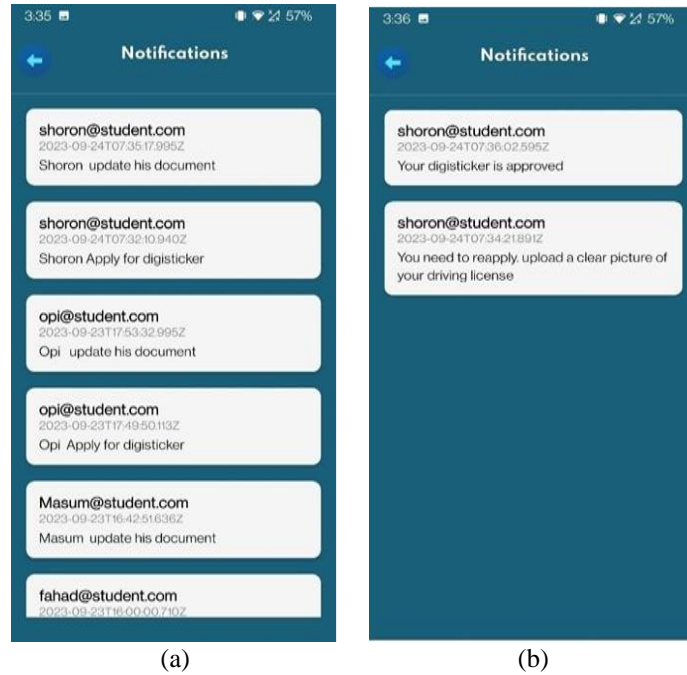 3:35
57%
Notifications
shoron@student.com
2023-09-24T07:35:17.995Z
Shoron update his document
shoron@student.com
2023-09-24T07:32:10.940Z
Shoron Apply for digisticker
opi@student.com
2023-09-23T17:53:32.995Z
Opi update his document
opi@student.com
2023-09-23T17:49:50.113Z
Opi Apply for digisticker
Masum@student.com
2023-09-23T16:42:51.636Z
Masum update his document
fahad@student.com
2023-09-23T16:00:00.710Z
(a)
3:36
57%
Notifications
shoron@student.com
2023-09-24T07:36:02.595Z
Your digisticker is approved
shoron@student.com
2023-09-24T07:34:21.891Z
You need to reapply. upload a clear picture of
your driving license
(b)